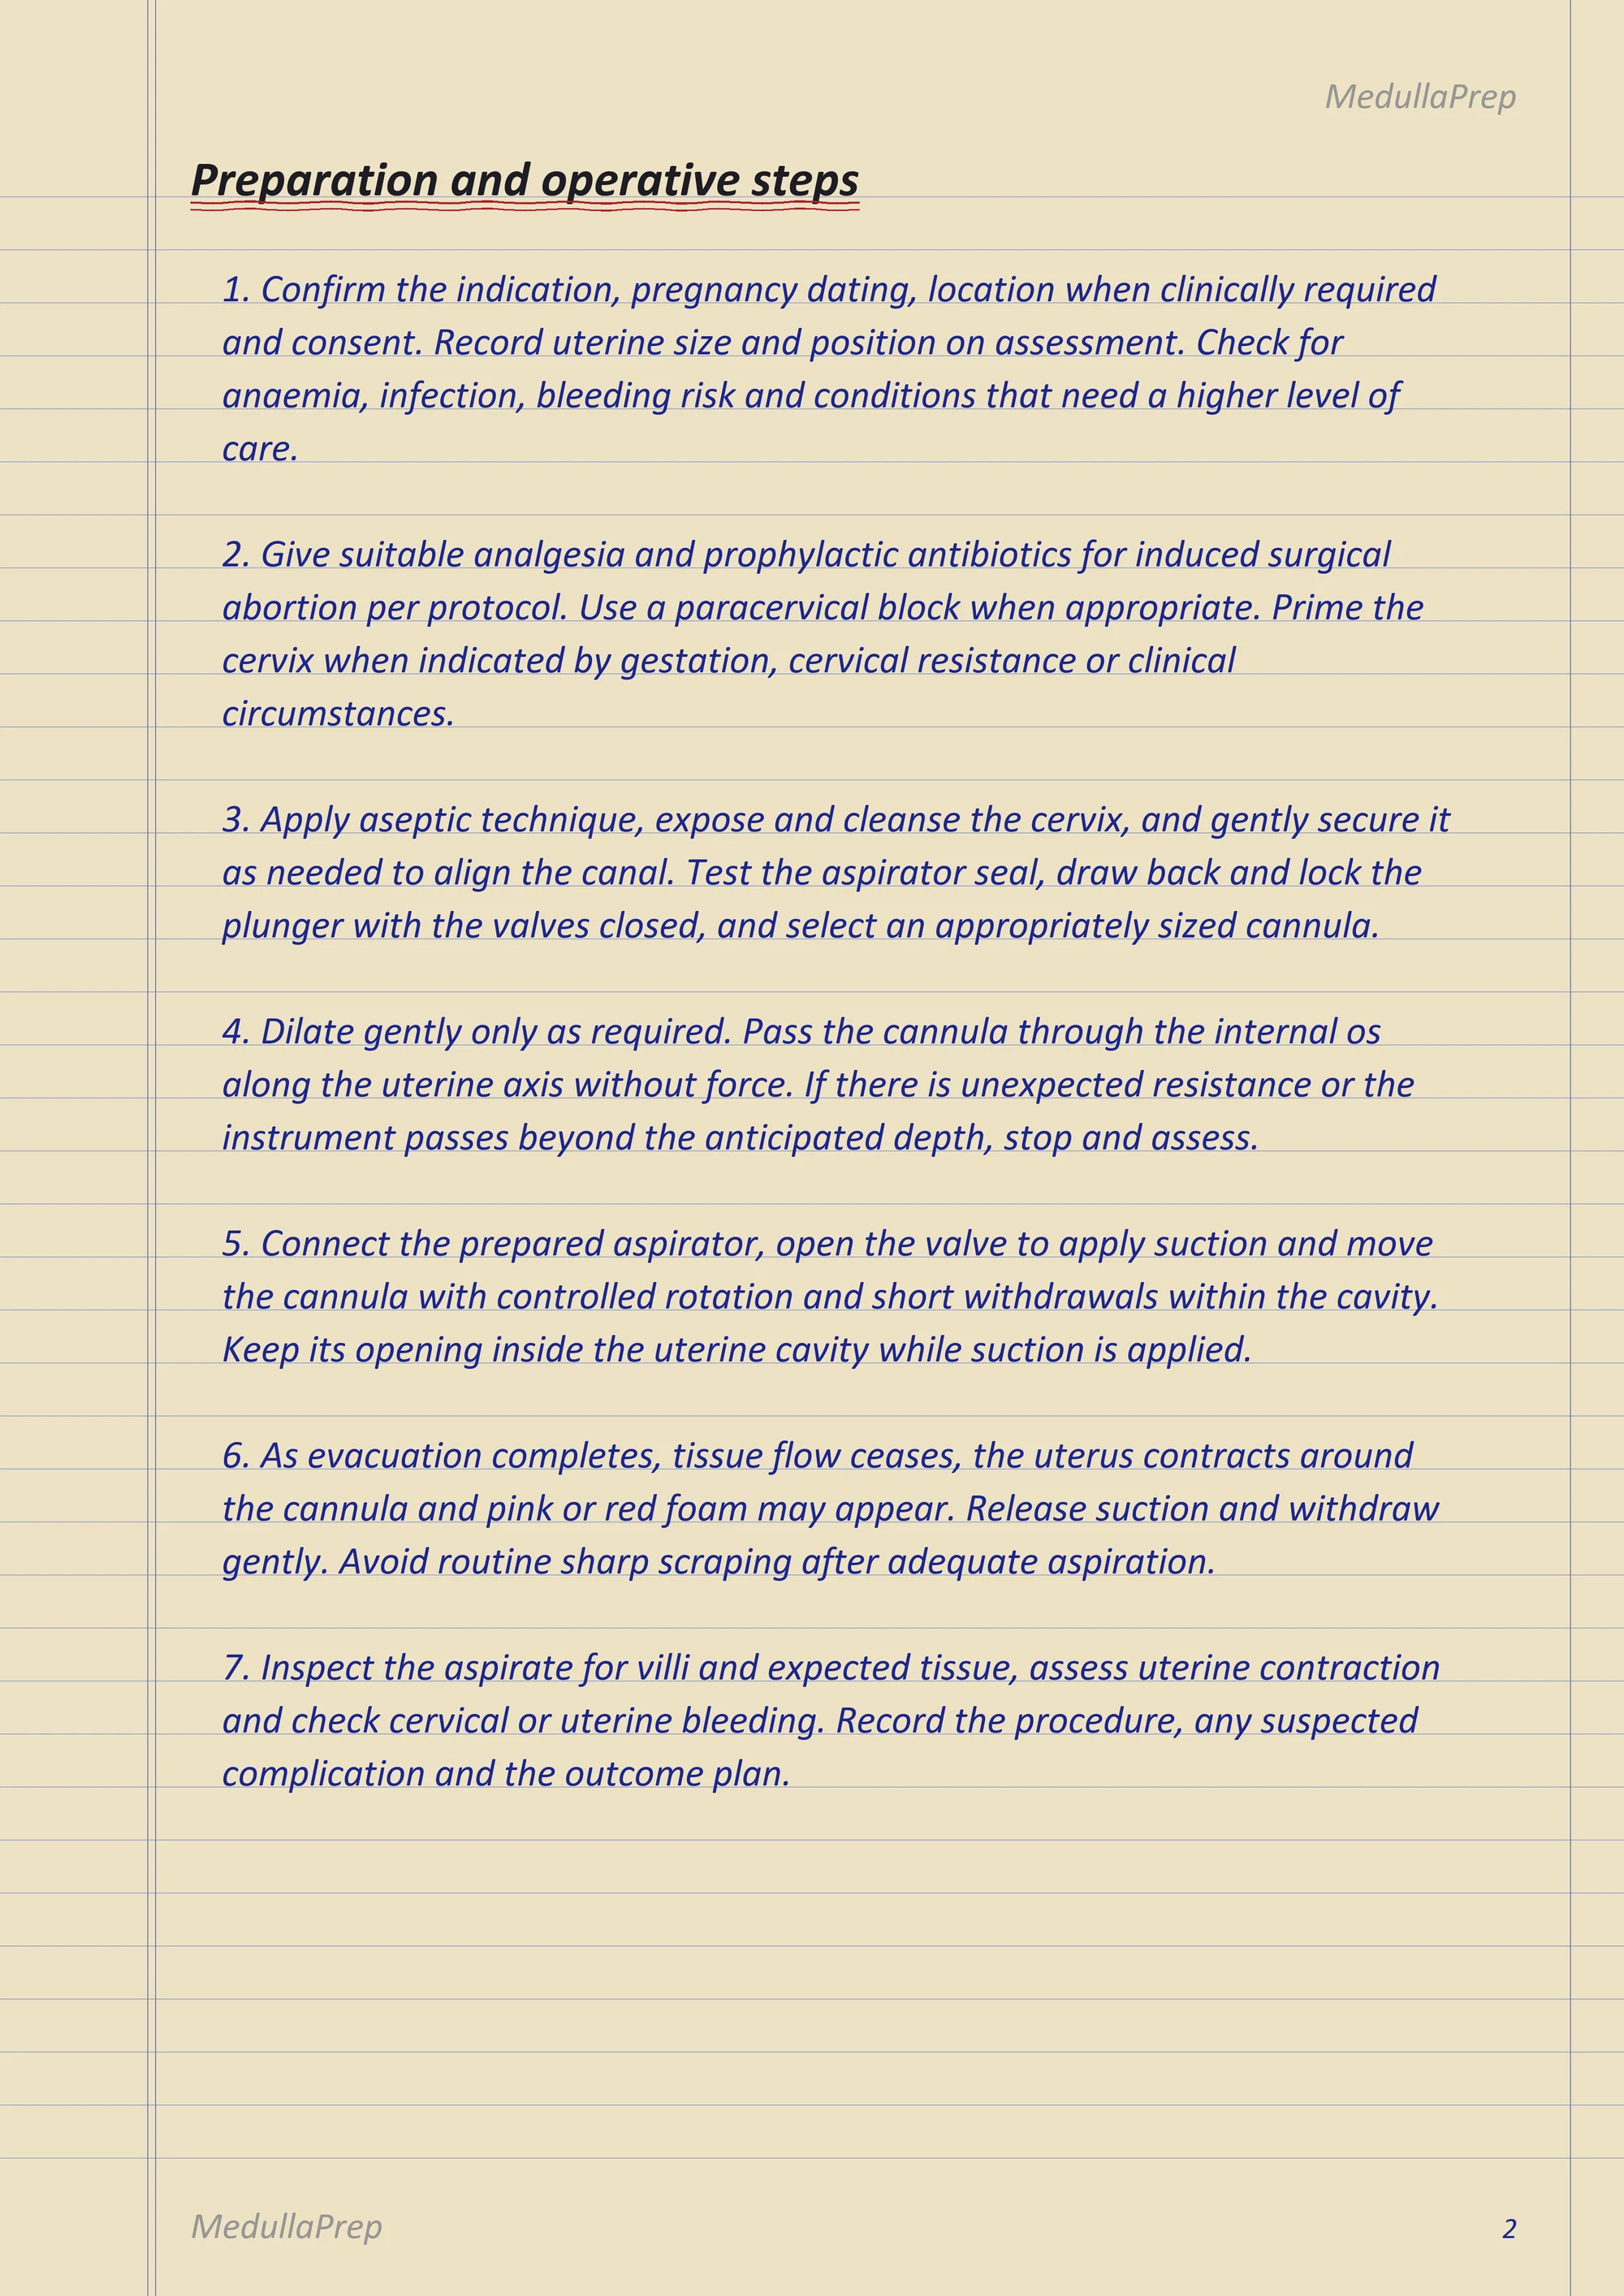 MedullaPrep
Preparation and operative steps
1. Confirm the indication, pregnancy dating, location when clinically required
and consent. Record uterine size and position on assessment. Check for
anaemia, infection, bleeding risk and conditions that need a higher level of
care.
2. Give suitable analgesia and prophylactic antibiotics for induced surgical
abortion per protocol. Use a paracervical block when appropriate. Prime the
cervix when indicated by gestation, cervical resistance or clinical
circumstances.
3. Apply aseptic technique, expose and cleanse the cervix, and gently secure it
as needed to align the canal. Test the aspirator seal, draw back and lock the
plunger with the valves closed, and select an appropriately sized cannula.
4. Dilate gently only as required. Pass the cannula through the internal os
along the uterine axis without force. If there is unexpected resistance or the
instrument passes beyond the anticipated depth, stop and assess.
5. Connect the prepared aspirator, open the valve to apply suction and move
the cannula with controlled rotation and short withdrawals within the cavity.
Keep its opening inside the uterine cavity while suction is applied.
6. As evacuation completes, tissue flow ceases, the uterus contracts around
the cannula and pink or red foam may appear. Release suction and withdraw
gently. Avoid routine sharp scraping after adequate aspiration.
7. Inspect the aspirate for villi and expected tissue, assess uterine contraction
and check cervical or uterine bleeding. Record the procedure, any suspected
complication and the outcome plan.
MedullaPrep
2